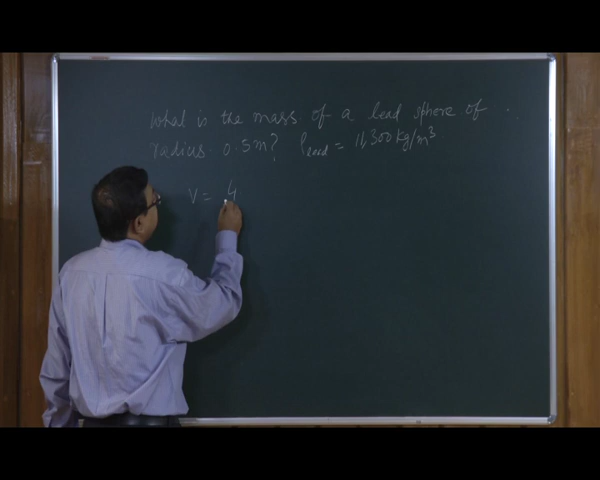 What is the mass of a lead sphere of
radius 0.5m? ρlead = 11,300 kg/m³
V = 4